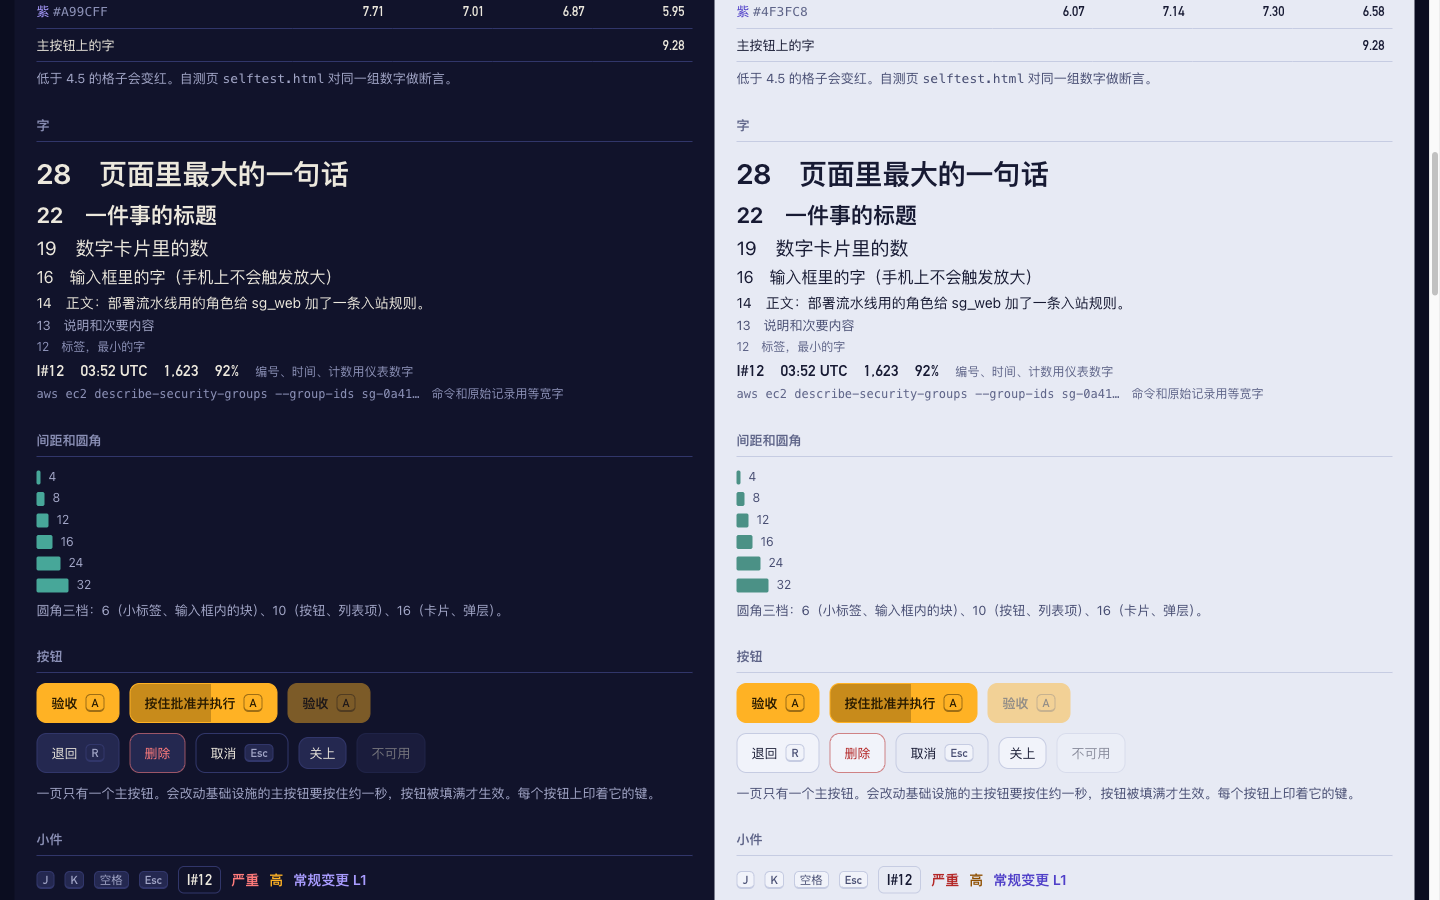 紫 #A99CFF 7.71 7.01 6.87 5.95
主按钮上的字 9.28
低于 4.5 的格子会变红。自测页 selftest.html 对同一组数字做断言。
字
28 页面里最大的一句话
22 一件事的标题
19 数字卡片里的数
16 输入框里的字（手机上不会触发放大）
14 正文：部署流水线用的角色给 sg_web 加了一条入站规则。
13 说明和次要内容
12 标签，最小的字
I#12 03:52 UTC 1,623 92% 编号、时间、计数用仪表数字
aws ec2 describe-security-groups --group-ids sg-0a41… 命令和原始记录用等宽字
间距和圆角
4
8
12
16
24
32
圆角三档：6（小标签、输入框内的块）、10（按钮、列表项）、16（卡片、弹层）。
按钮
验收 A 按住批准并执行 A 验收 A
退回 R 删除 取消 Esc 关上 不可用
一页只有一个主按钮。会改动基础设施的主按钮要按住约一秒，按钮被填满才生效。每个按钮上印着它的键。
小件
J K 空格 Esc I#12 严重 高 常规变更 L1
紫 #4F3FC8 6.07 7.14 7.30 6.58
主按钮上的字 9.28
低于 4.5 的格子会变红。自测页 selftest.html 对同一组数字做断言。
字
28 页面里最大的一句话
22 一件事的标题
19 数字卡片里的数
16 输入框里的字（手机上不会触发放大）
14 正文：部署流水线用的角色给 sg_web 加了一条入站规则。
13 说明和次要内容
12 标签，最小的字
I#12 03:52 UTC 1,623 92% 编号、时间、计数用仪表数字
aws ec2 describe-security-groups --group-ids sg-0a41… 命令和原始记录用等宽字
间距和圆角
4
8
12
16
24
32
圆角三档：6（小标签、输入框内的块）、10（按钮、列表项）、16（卡片、弹层）。
按钮
验收 A 按住批准并执行 A 验收 A
退回 R 删除 取消 Esc 关上 不可用
一页只有一个主按钮。会改动基础设施的主按钮要按住约一秒，按钮被填满才生效。每个按钮上印着它的键。
小件
J K 空格 Esc I#12 严重 高 常规变更 L1